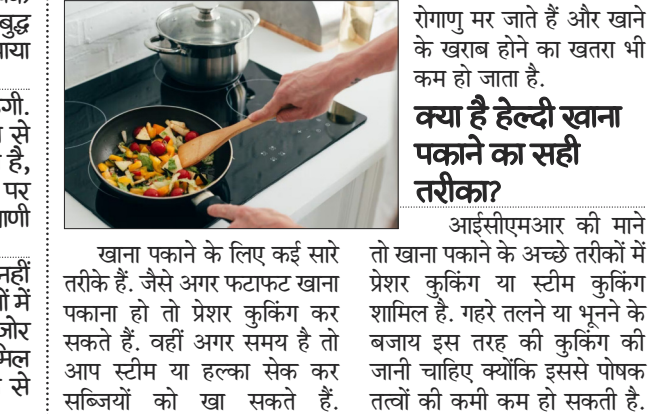 बुद्ध
गी.
से
है,
पर
नहीं
में
जोर
से
खाना पकाने के लिए कई सारे
तरीके हैं. जैसे अगर फटाफट खाना
पकाना हो तो प्रेशर कुकिंग कर
सकते हैं. वहीं अगर समय है तो
आप स्टीम या हल्का सेक कर
सब्जियों को खा सकते हैं.
रोगाणु मर जाते हैं और खाने
के खराब होने का खतरा भी
कम हो जाता है.
क्या है हेल्दी खाना
पकाने का सही
तरीका?
आईसीएमआर की माने
तो खाना पकाने के अच्छे तरीकों में
प्रेशर कुकिंग या स्टीम कुकिंग
शामिल है. गहरे तलने या भूनने के
बजाय इस तरह की कुकिंग की
जानी चाहिए क्योंकि इससे पोषक
तत्वों की कमी कम हो सकती है.